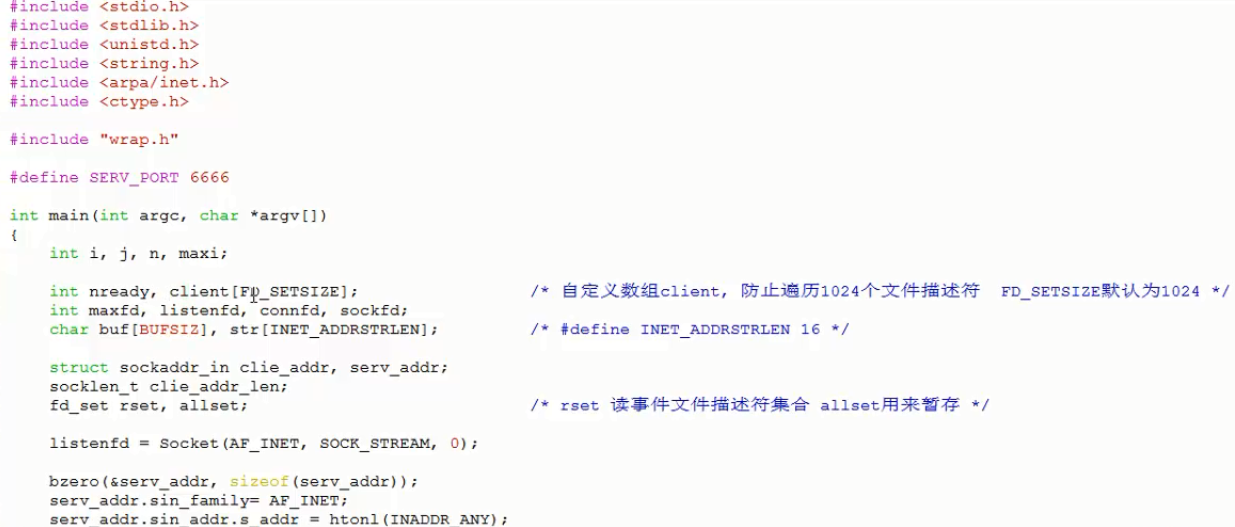 #include <stdio.h>
#include <stdlib.h>
#include <unistd.h>
#include <string.h>
#include <arpa/inet.h>
#include <ctype.h>
#include "wrap.h"
#define SERV_PORT 6666
int main(int argc, char *argv[])
{
int i, j, n, maxi;
int nready, client[FD_SETSIZE]; /* 自定义数组client, 防止遍历1024个文件描述符 FD_SETSIZE默认为1024 */
int maxfd, listenfd, connfd, sockfd;
char buf[BUFSIZ], str[INET_ADDRSTRLEN]; /* #define INET_ADDRSTRLEN 16 */
struct sockaddr_in clie_addr, serv_addr;
socklen_t clie_addr_len;
fd_set rset, allset; /* rset 读事件文件描述符集合 allset用来暂存 */
listenfd = Socket(AF_INET, SOCK_STREAM, 0);
bzero(&serv_addr, sizeof(serv_addr));
serv_addr.sin_family= AF_INET;
serv_addr.sin_addr.s_addr = htonl(INADDR_ANY);